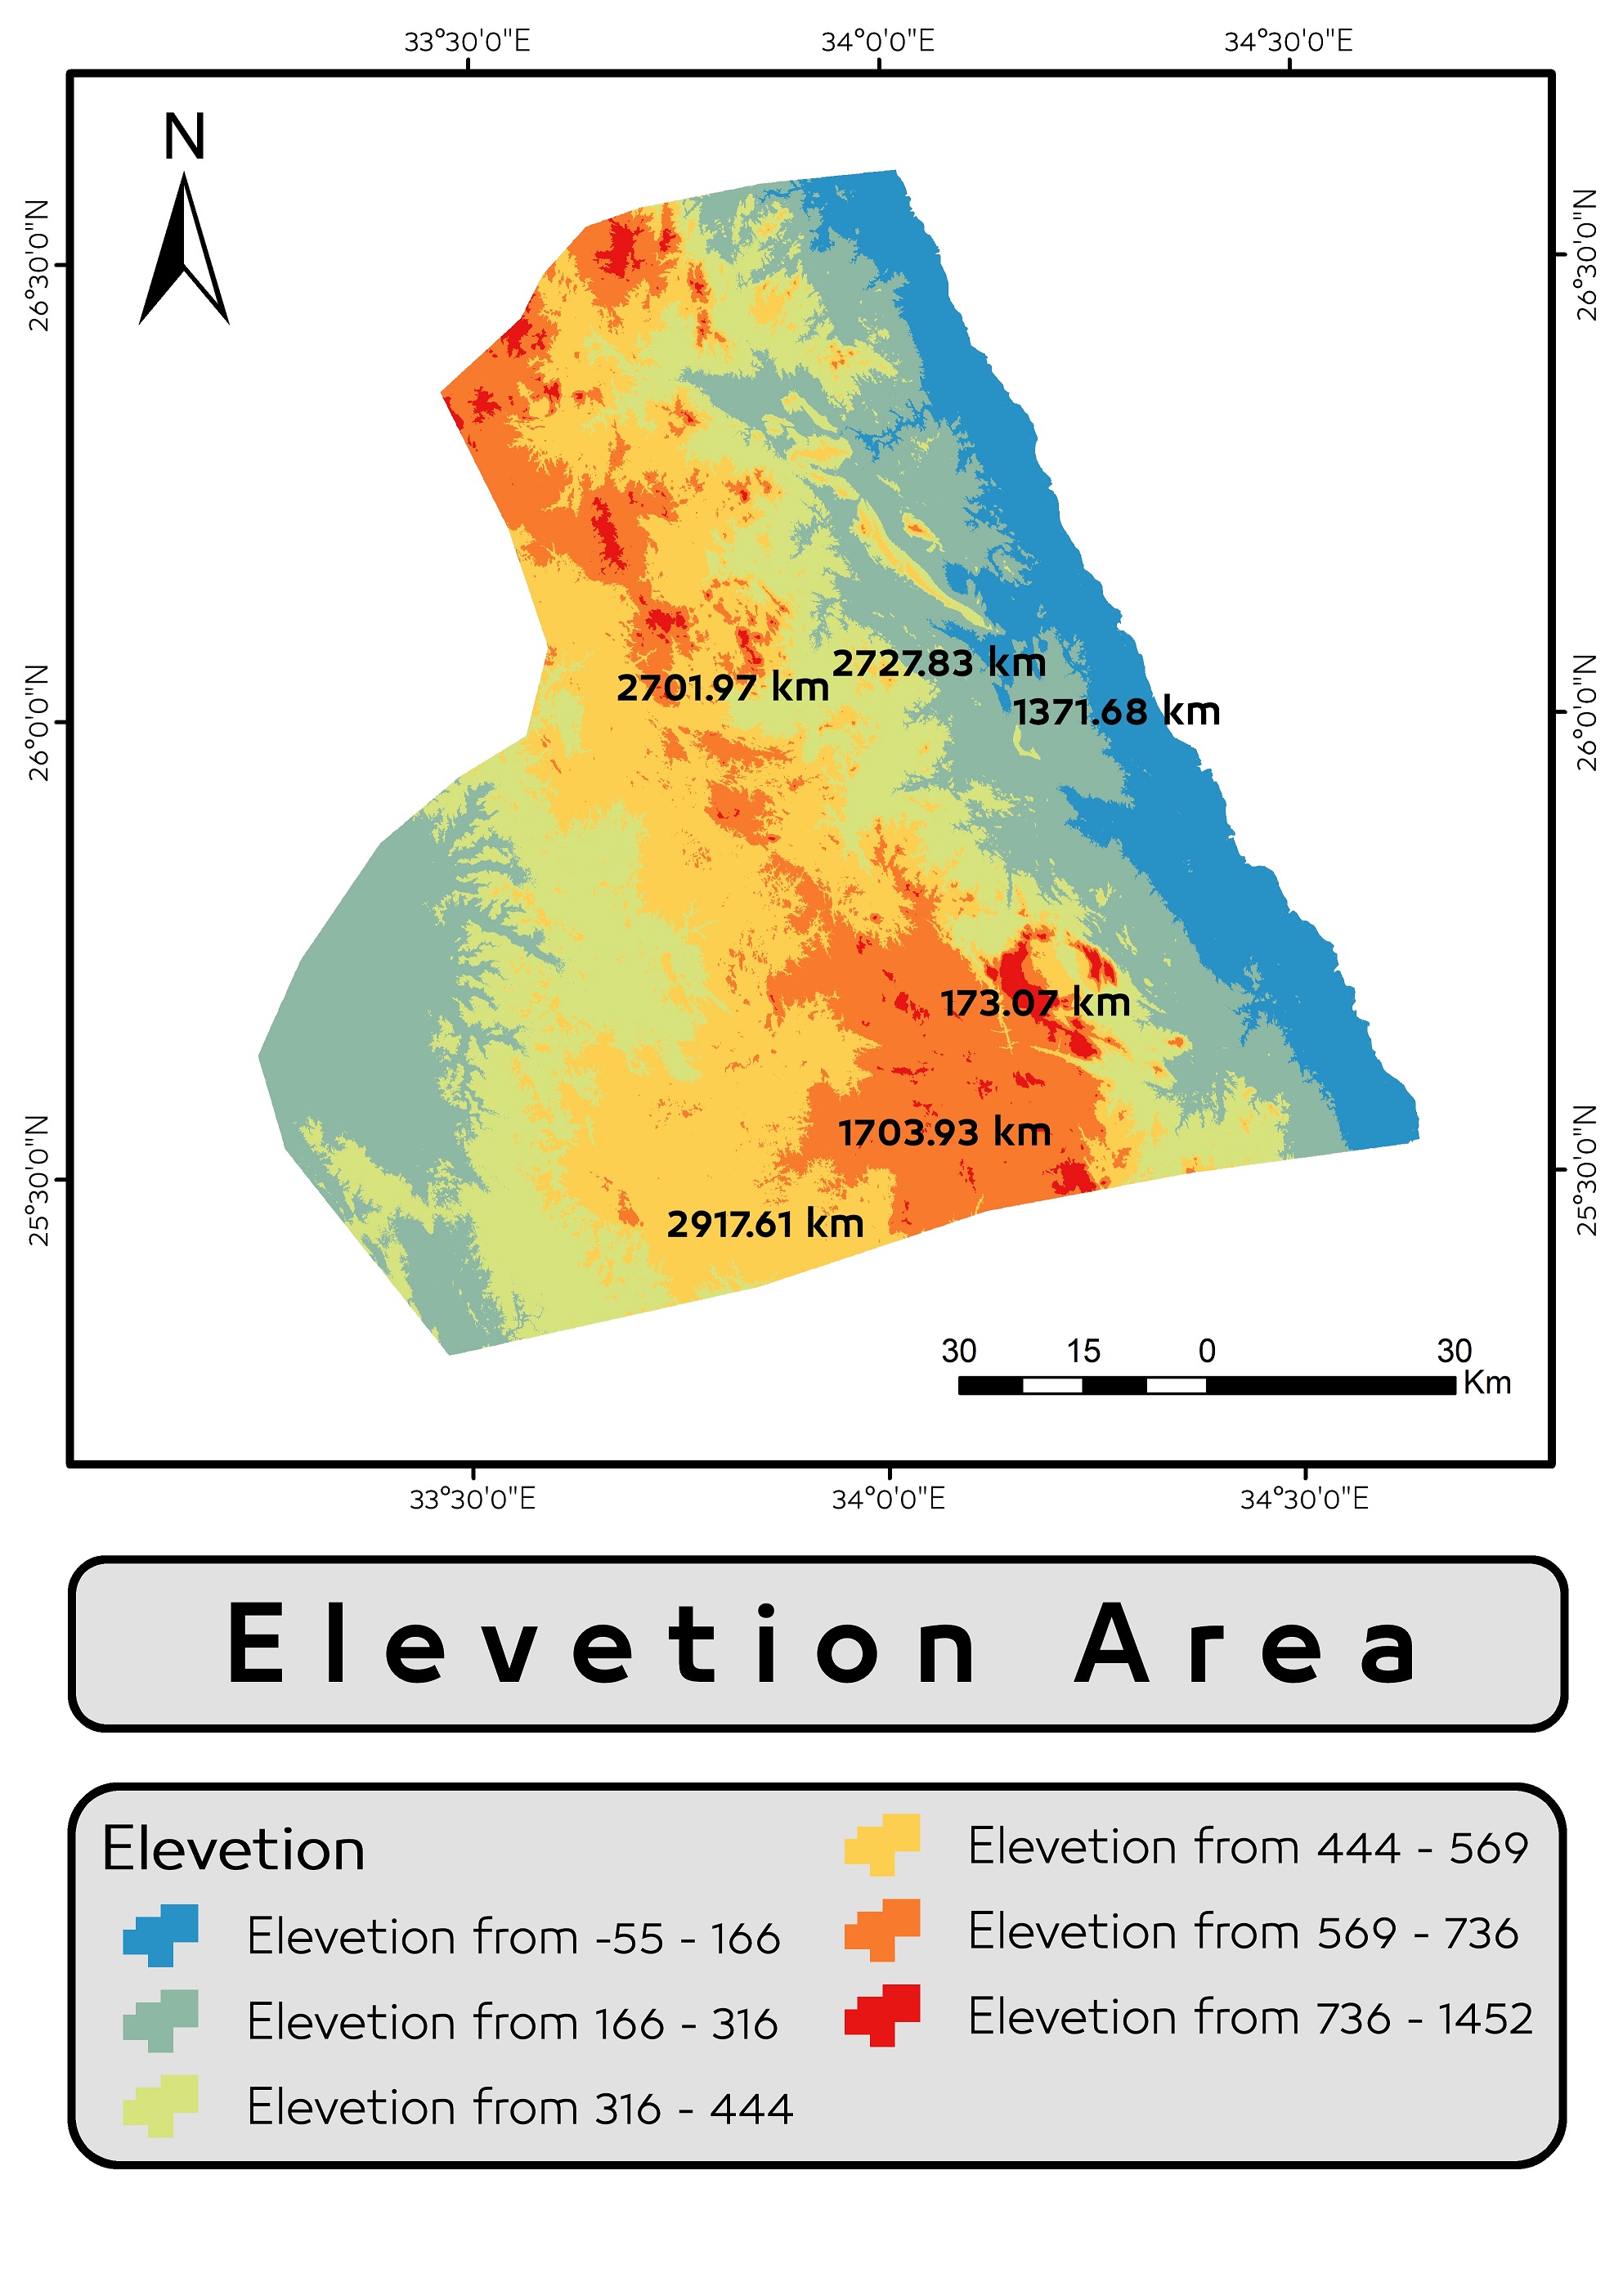 33°30'0"E 34°0'0"E 34°30'0"E
N
26°30'0"N 26°30'0"N
2727.83 km
2701.97 km
1371.68 km
26°0'0"N 26°0'0"N
173.07 km
1703.93 km
25°30'0"N 25°30'0"N
2917.61 km
30 15 0 30
Km
33°30'0"E 34°0'0"E 34°30'0"E
Elevetion Area
Elevetion
Elevetion from -55 - 166
Elevetion from 166 - 316
Elevetion from 316 - 444
Elevetion from 444 - 569
Elevetion from 569 - 736
Elevetion from 736 - 1452